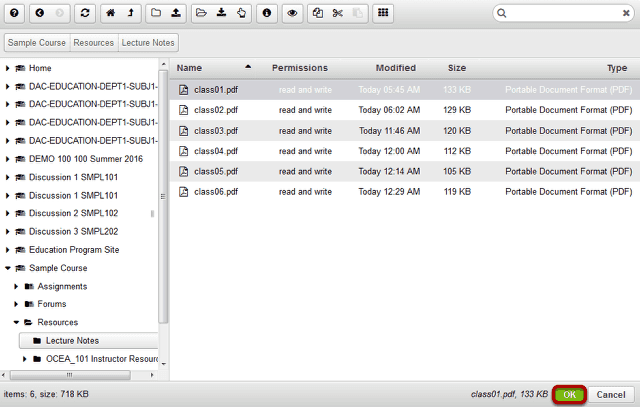 Sample Course Resources Lecture Notes
Name Permissions Modified Size Type
class01.pdf read and write Today 05:45 AM 133 KB Portable Document Format (PDF)
class02.pdf read and write Today 06:02 AM 129 KB Portable Document Format (PDF)
class03.pdf read and write Today 11:46 AM 120 KB Portable Document Format (PDF)
class04.pdf read and write Today 12:00 AM 112 KB Portable Document Format (PDF)
class05.pdf read and write Today 12:14 AM 105 KB Portable Document Format (PDF)
class06.pdf read and write Today 12:29 AM 119 KB Portable Document Format (PDF)
Home
DAC-EDUCATION-DEPT1-SUBJ1-
DAC-EDUCATION-DEPT1-SUBJ1-
DAC-EDUCATION-DEPT1-SUBJ1-
DAC-EDUCATION-DEPT1-SUBJ1-
DEMO 100 100 Summer 2016
Discussion 1 SMPL101
Discussion 1 SMPL101
Discussion 2 SMPL102
Discussion 3 SMPL202
Education Program Site
Sample Course
Assignments
Forums
Resources
Lecture Notes
OCEA_101 Instructor Resour
items: 6, size: 718 KB class01.pdf, 133 KB OK Cancel